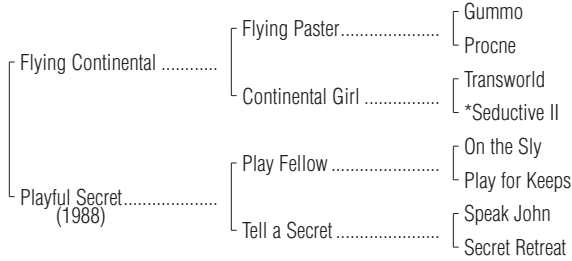 Gummo
Flying Paster..................
Procne
Flying Continental ............
Transworld
Continental Girl ................
*Seductive II
On the Sly
Play Fellow .......................
Play for Keeps
Playful Secret....................
(1988)
Speak John
Tell a Secret ......................
Secret Retreat